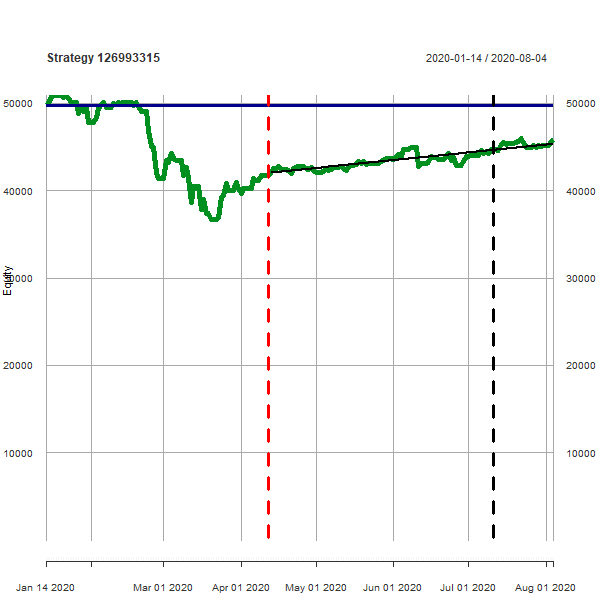 Strategy 126993315
2020-01-14 / 2020-08-04
50000 50000
40000 40000
30000 30000
Equity
20000 20000
10000 10000
Jan 14 2020 Mar 01 2020 Apr 01 2020 May 01 2020 Jun 01 2020 Jul 01 2020 Aug 01 2020